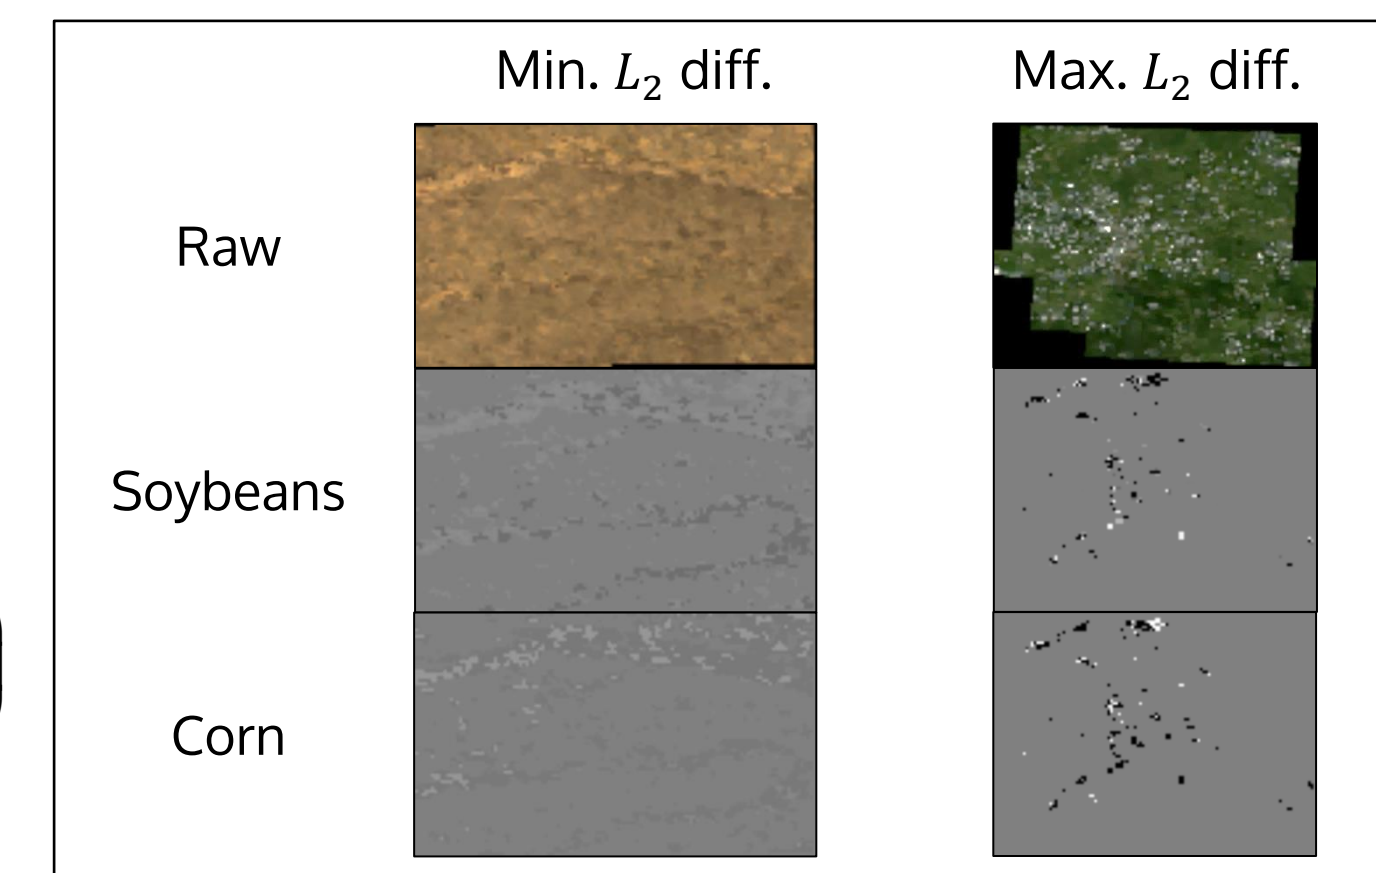 Min. L₂ diff. Max. L₂ diff.
Raw
Soybeans
Corn